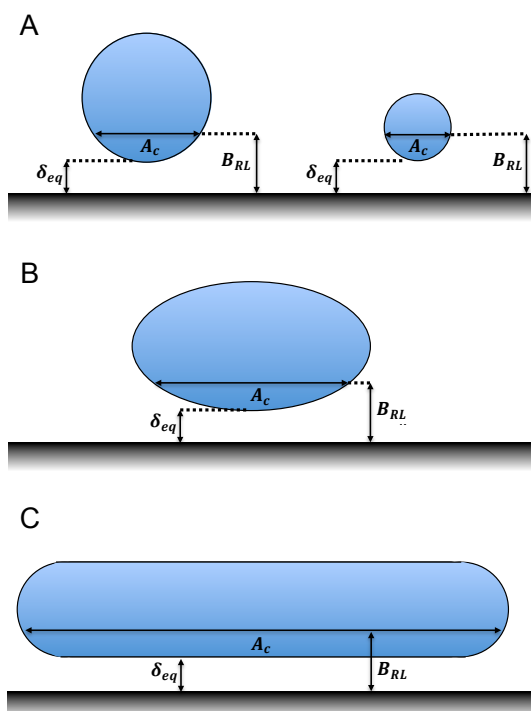 A
A_c
B_RL
δ_eq
A_c
B_RL
δ_eq
B
A_c
B_RL
δ_eq
C
A_c
B_RL
δ_eq